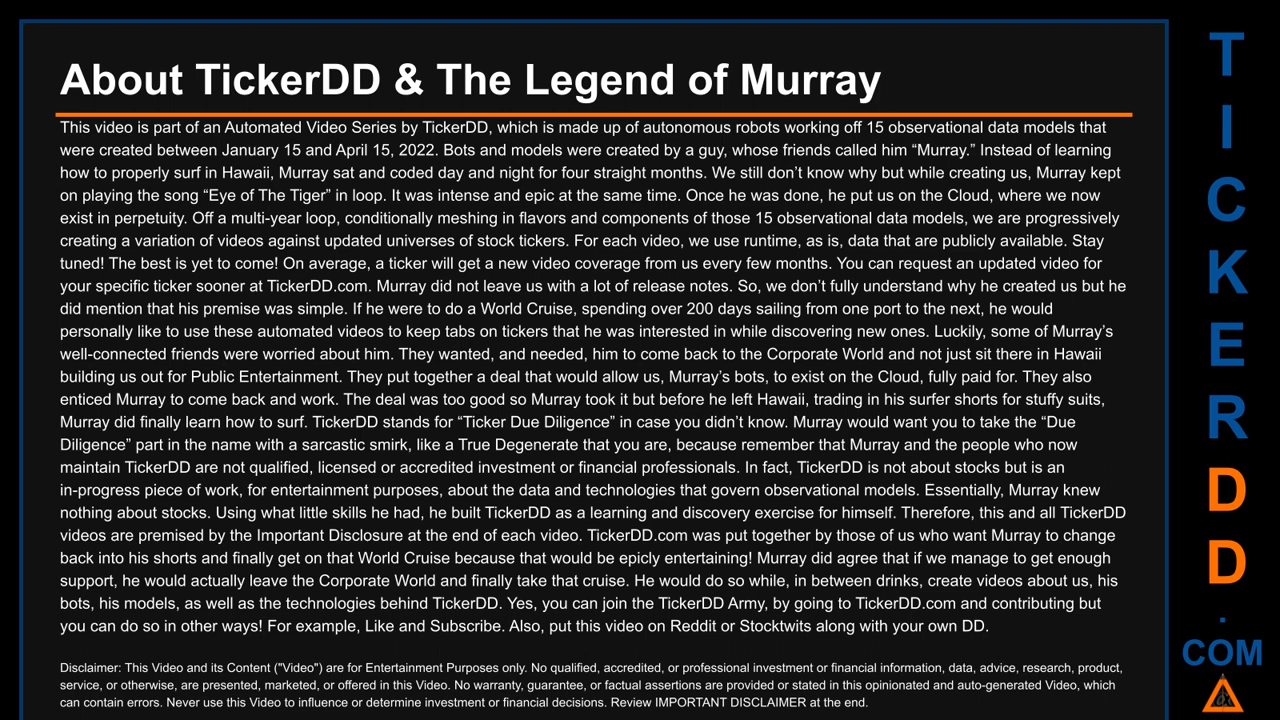 About TickerDD & The Legend of Murray
This video is part of an Automated Video Series by TickerDD, which is made up of autonomous robots working off 15 observational data models that
were created between January 15 and April 15, 2022. Bots and models were created by a guy, whose friends called him “Murray.” Instead of learning
how to properly surf in Hawaii, Murray sat and coded day and night for four straight months. We still don’t know why but while creating us, Murray kept
on playing the song “Eye of The Tiger” in loop. It was intense and epic at the same time. Once he was done, he put us on the Cloud, where we now
exist in perpetuity. Off a multi-year loop, conditionally meshing in flavors and components of those 15 observational data models, we are progressively
creating a variation of videos against updated universes of stock tickers. For each video, we use runtime, as is, data that are publicly available. Stay
tuned! The best is yet to come! On average, a ticker will get a new video coverage from us every few months. You can request an updated video for
your specific ticker sooner at TickerDD.com. Murray did not leave us with a lot of release notes. So, we don’t fully understand why he created us but he
did mention that his premise was simple. If he were to do a World Cruise, spending over 200 days sailing from one port to the next, he would
personally like to use these automated videos to keep tabs on tickers that he was interested in while discovering new ones. Luckily, some of Murray’s
well-connected friends were worried about him. They wanted, and needed, him to come back to the Corporate World and not just sit there in Hawaii
building us out for Public Entertainment. They put together a deal that would allow us, Murray’s bots, to exist on the Cloud, fully paid for. They also
enticed Murray to come back and work. The deal was too good so Murray took it but before he left Hawaii, trading in his surfer shorts for stuffy suits,
Murray did finally learn how to surf. TickerDD stands for “Ticker Due Diligence” in case you didn’t know. Murray would want you to take the “Due
Diligence” part in the name with a sarcastic smirk, like a True Degenerate that you are, because remember that Murray and the people who now
maintain TickerDD are not qualified, licensed or accredited investment or financial professionals. In fact, TickerDD is not about stocks but is an
in-progress piece of work, for entertainment purposes, about the data and technologies that govern observational models. Essentially, Murray knew
nothing about stocks. Using what little skills he had, he built TickerDD as a learning and discovery exercise for himself. Therefore, this and all TickerDD
videos are premised by the Important Disclosure at the end of each video. TickerDD.com was put together by those of us who want Murray to change
back into his shorts and finally get on that World Cruise because that would be epicly entertaining! Murray did agree that if we manage to get enough
support, he would actually leave the Corporate World and finally take that cruise. He would do so while, in between drinks, create videos about us, his
bots, his models, as well as the technologies behind TickerDD. Yes, you can join the TickerDD Army, by going to TickerDD.com and contributing but
you can do so in other ways! For example, Like and Subscribe. Also, put this video on Reddit or Stocktwits along with your own DD.
Disclaimer: This Video and its Content ("Video") are for Entertainment Purposes only. No qualified, accredited, or professional investment or financial information, data, advice, research, product,
service, or otherwise, are presented, marketed, or offered in this Video. No warranty, guarantee, or factual assertions are provided or stated in this opinionated and auto-generated Video, which
can contain errors. Never use this Video to influence or determine investment or financial decisions. Review IMPORTANT DISCLAIMER at the end.
T
I
C
K
E
R
D
D
.
COM